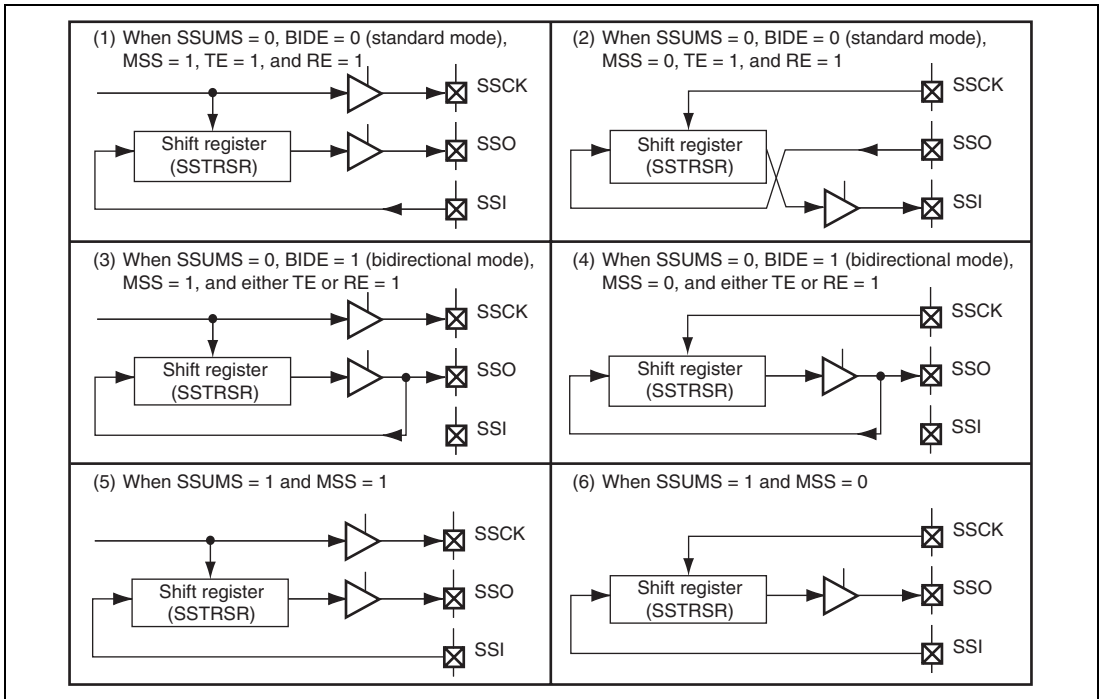 (1) When SSUMS = 0, BIDE = 0 (standard mode),
MSS = 1, TE = 1, and RE = 1
SSCK
Shift register
(SSTRSR)
SSO
SSI
(2) When SSUMS = 0, BIDE = 0 (standard mode),
MSS = 0, TE = 1, and RE = 1
SSCK
Shift register
(SSTRSR)
SSO
SSI
(3) When SSUMS = 0, BIDE = 1 (bidirectional mode),
MSS = 1, and either TE or RE = 1
SSCK
Shift register
(SSTRSR)
SSO
SSI
(4) When SSUMS = 0, BIDE = 1 (bidirectional mode),
MSS = 0, and either TE or RE = 1
SSCK
Shift register
(SSTRSR)
SSO
SSI
(5) When SSUMS = 1 and MSS = 1
SSCK
Shift register
(SSTRSR)
SSO
SSI
(6) When SSUMS = 1 and MSS = 0
SSCK
Shift register
(SSTRSR)
SSO
SSI